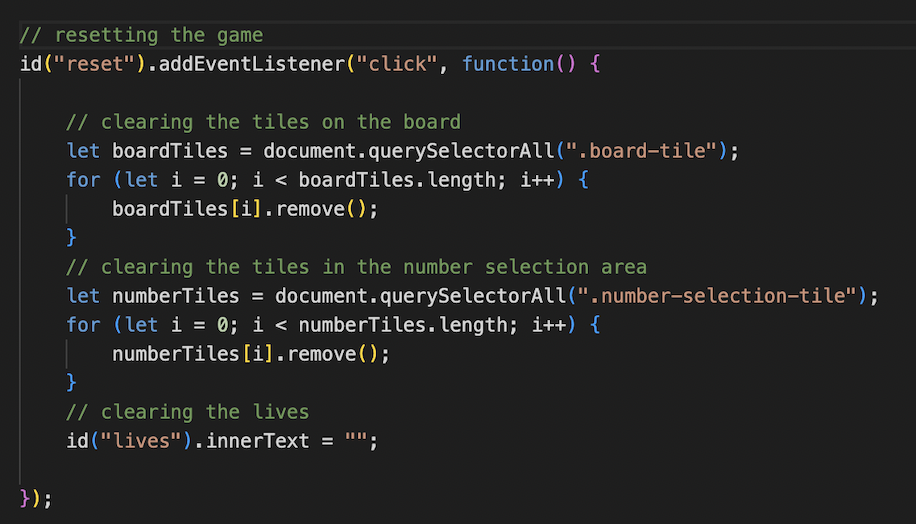 // resetting the game
id("reset").addEventListener("click", function() {
// clearing the tiles on the board
let boardTiles = document.querySelectorAll(".board-tile");
for (let i = 0; i < boardTiles.length; i++) {
boardTiles[i].remove();
}
// clearing the tiles in the number selection area
let numberTiles = document.querySelectorAll(".number-selection-tile");
for (let i = 0; i < numberTiles.length; i++) {
numberTiles[i].remove();
}
// clearing the lives
id("lives").innerText = "";
});